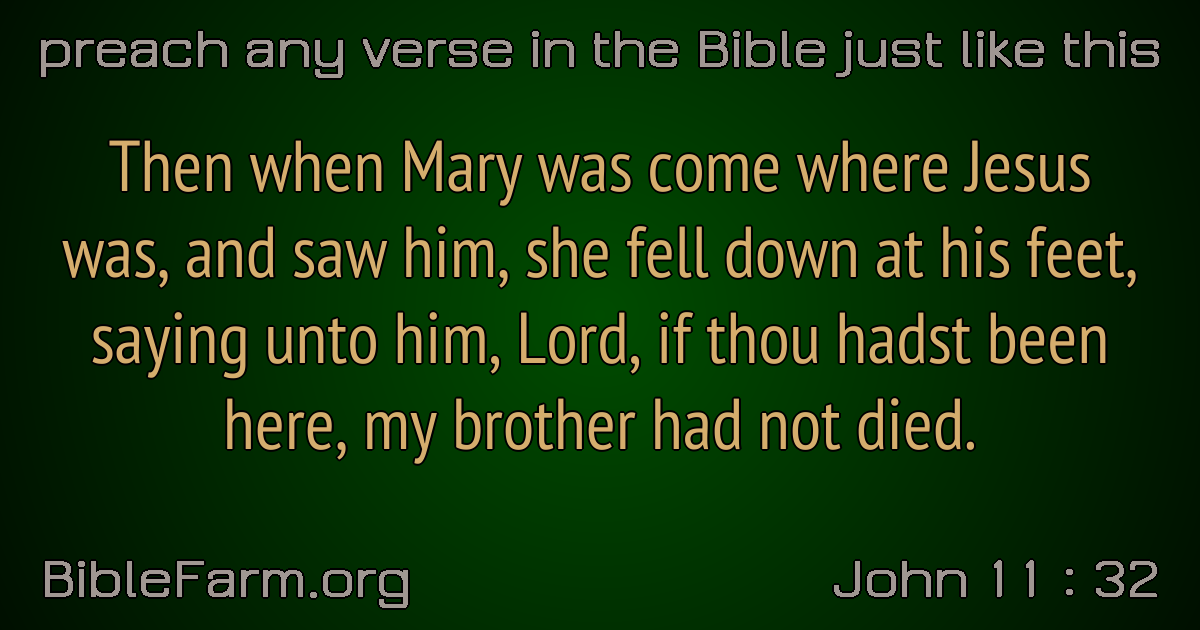 preach any verse in the Bible just like this
Then when Mary was come where Jesus
was, and saw him, she fell down at his feet,
saying unto him, Lord, if thou hadst been
here, my brother had not died.
BibleFarm.org
John 11 : 32